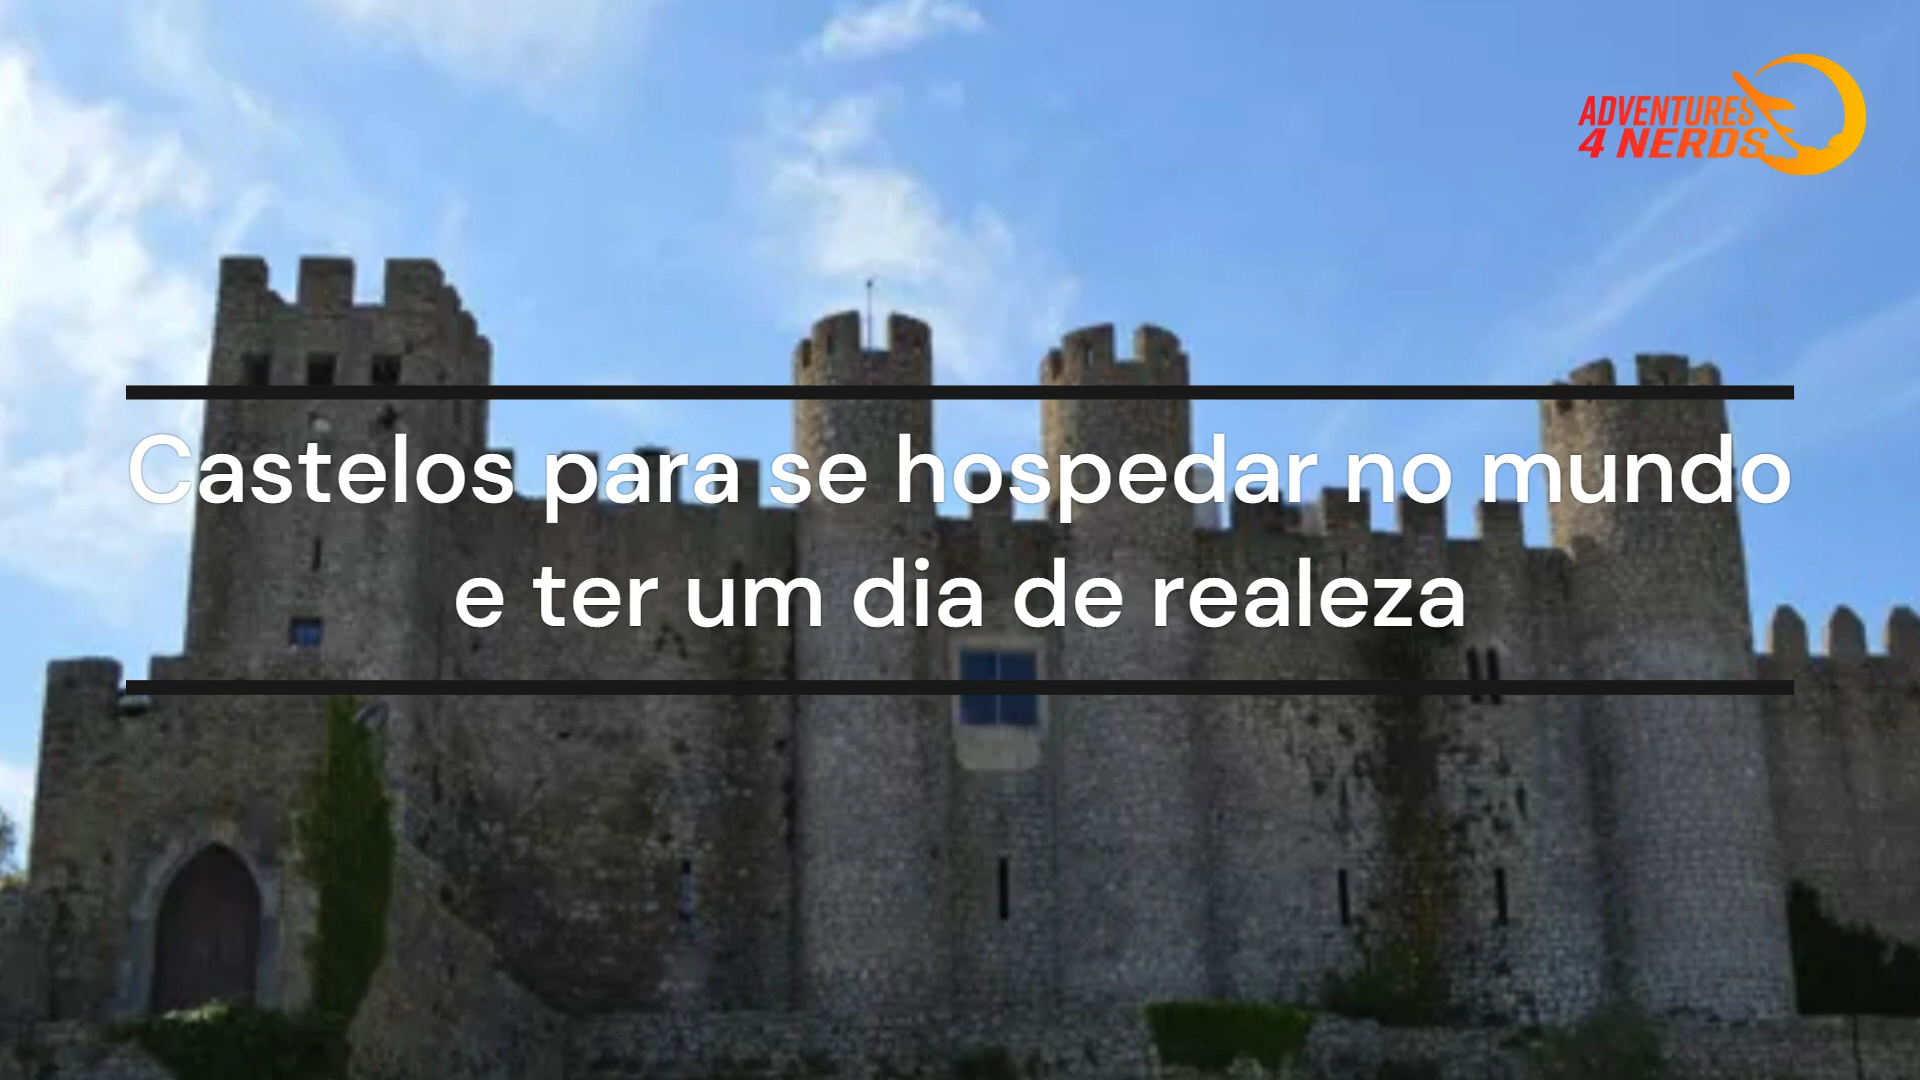 ADVENTURES
4 NERDS
Castelos para se hospedar no mundo
e ter um dia de realeza